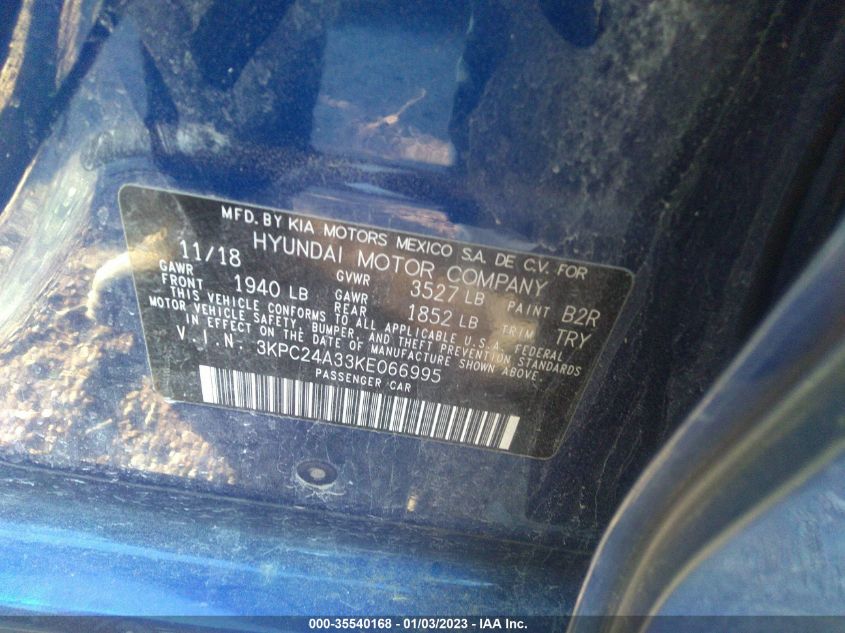 MFD. BY KIA MOTORS MEXICO S.A. DE C.V. FOR
HYUNDAI MOTOR COMPANY
11/18 GVWR 3527 LB PAINT B2R
GAWR FRONT 1940 LB GAWR REAR 1852 LB TRIM TRY
THIS VEHICLE CONFORMS TO ALL APPLICABLE U.S.A. FEDERAL
MOTOR VEHICLE SAFETY, BUMPER, AND THEFT PREVENTION STANDARDS
IN EFFECT ON THE DATE OF MANUFACTURE SHOWN ABOVE.
V.I.N- 3KPC24A33KE066995
PASSENGER CAR
000-35540168 - 01/03/2023 - IAA Inc.